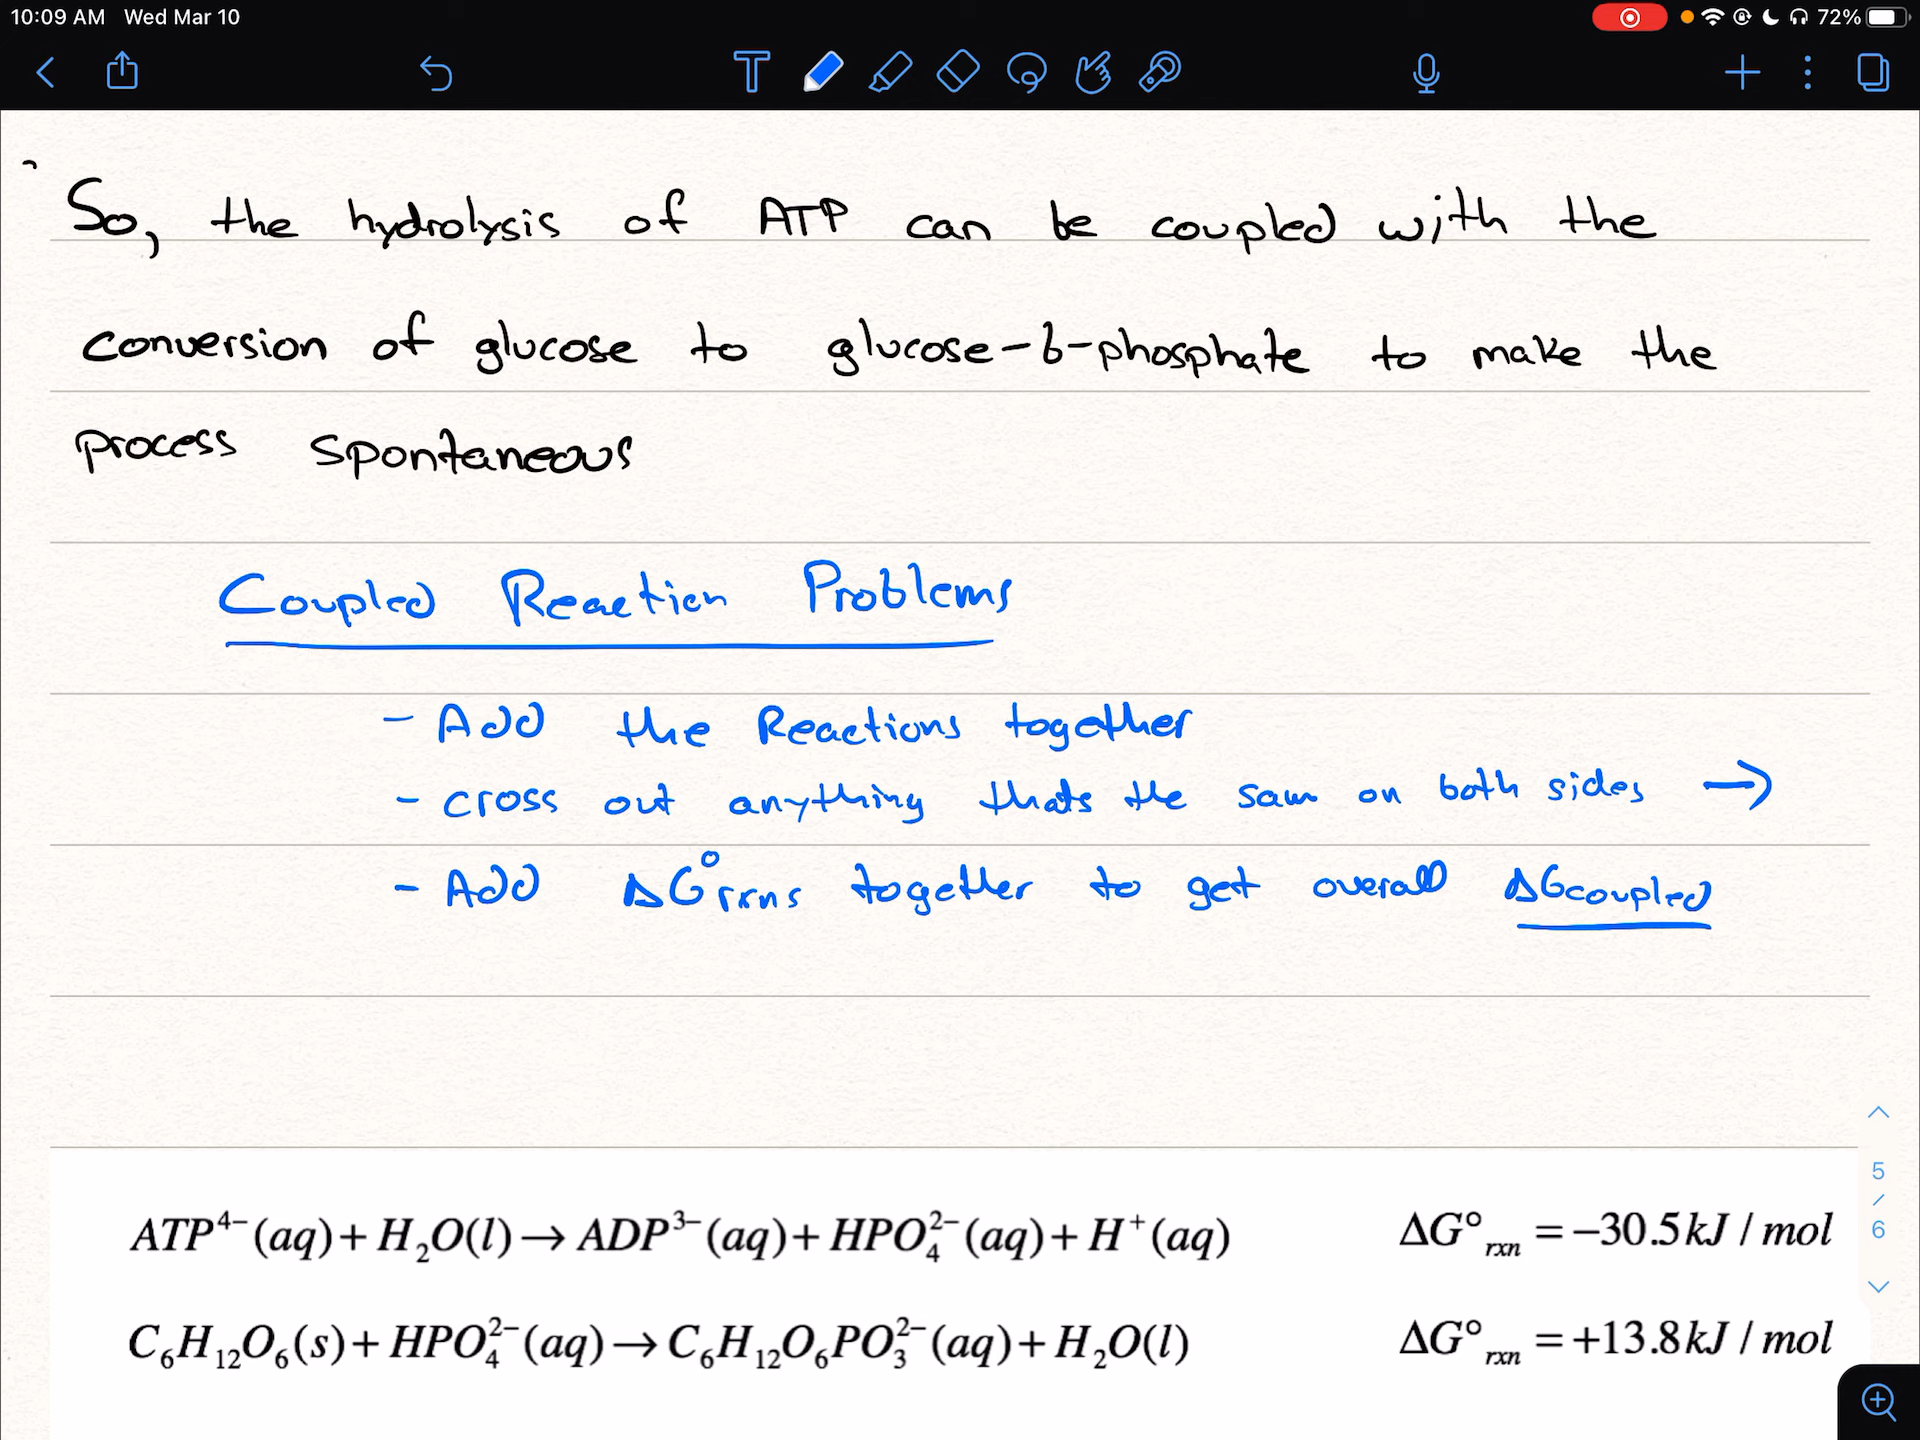 10:09 AM Wed Mar 10
72%
So, the hydrolysis of ATP can be coupled with the
conversion of glucose to glucose-6-phosphate to make the
process spontaneous
Coupled Reaction Problems
- Add the Reactions together
- cross out anything thats the sam on both sides →
- Add ΔG°rxns together to get overall ΔGcoupled
5
/
6
ATP⁴⁻(aq) + H₂O(l) → ADP³⁻(aq) + HPO₄²⁻(aq) + H⁺(aq) ΔG°rxn = −30.5 kJ / mol
C₆H₁₂O₆(s) + HPO₄²⁻(aq) → C₆H₁₂O₆PO₃²⁻(aq) + H₂O(l) ΔG°rxn = +13.8 kJ / mol